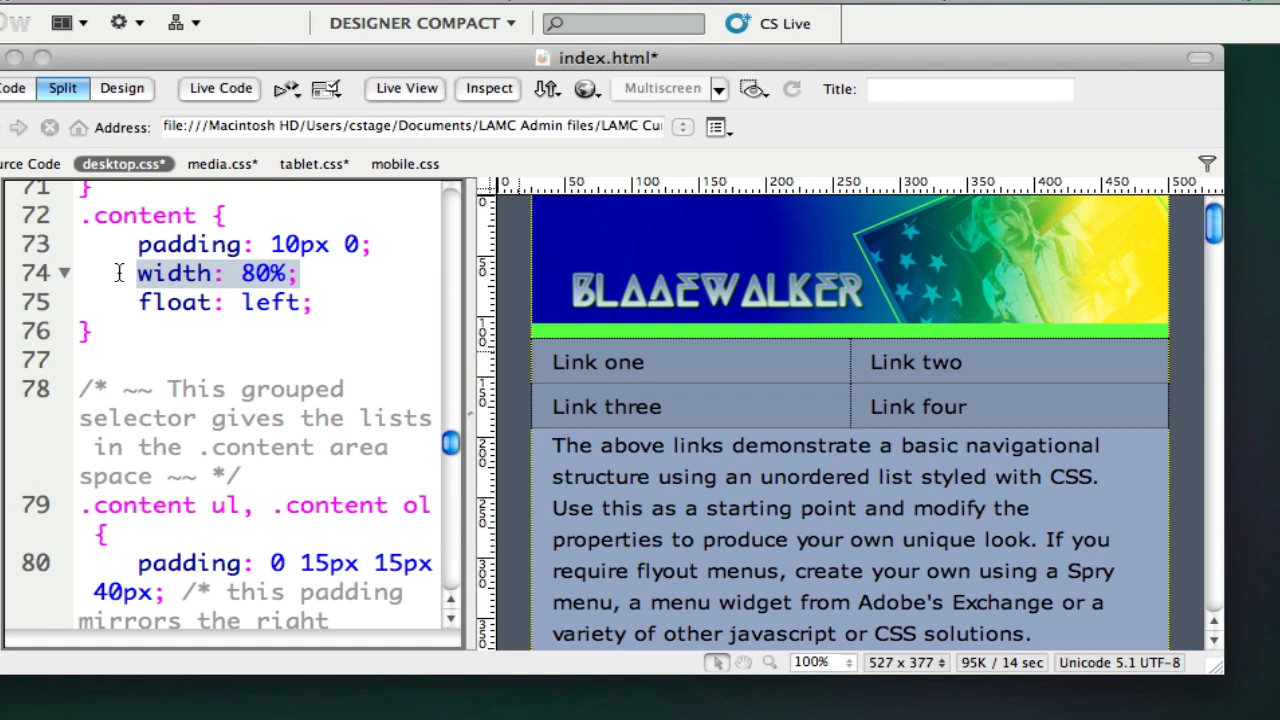 DESIGNER COMPACT
CS Live
index.html*
Code Split Design Live Code Live View Inspect Multiscreen Title:
Address: file:///Macintosh HD/Users/cstage/Documents/LAMC Admin files/LAMC Cu
urce Code desktop.css* media.css* tablet.css* mobile.css
0 50 100 150 200 250 300 350 400 450 500
71 }
72 .content {
73 padding: 10px 0;
74 width: 80%;
75 float: left;
76 }
77
78 /* ~~ This grouped
selector gives the lists
in the .content area
space ~~ */
79 .content ul, .content ol
{
80 padding: 0 15px 15px
40px; /* this padding
mirrors the right
0
50
100
150
200
250
300
350
BLAAEWALKER
Link one Link two
Link three Link four
The above links demonstrate a basic navigational
structure using an unordered list styled with CSS.
Use this as a starting point and modify the
properties to produce your own unique look. If you
require flyout menus, create your own using a Spry
menu, a menu widget from Adobe's Exchange or a
variety of other javascript or CSS solutions.
100% 527 x 377 95K / 14 sec Unicode 5.1 UTF-8